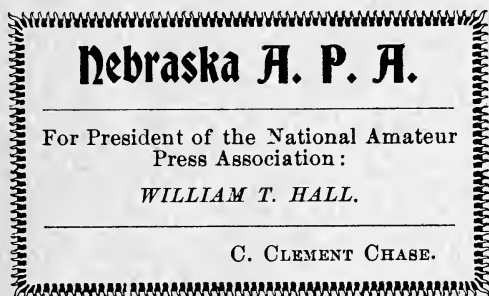 Nebraska A. P. A.
For President of the National Amateur
Press Association:
WILLIAM T. HALL.
C. CLEMENT CHASE.